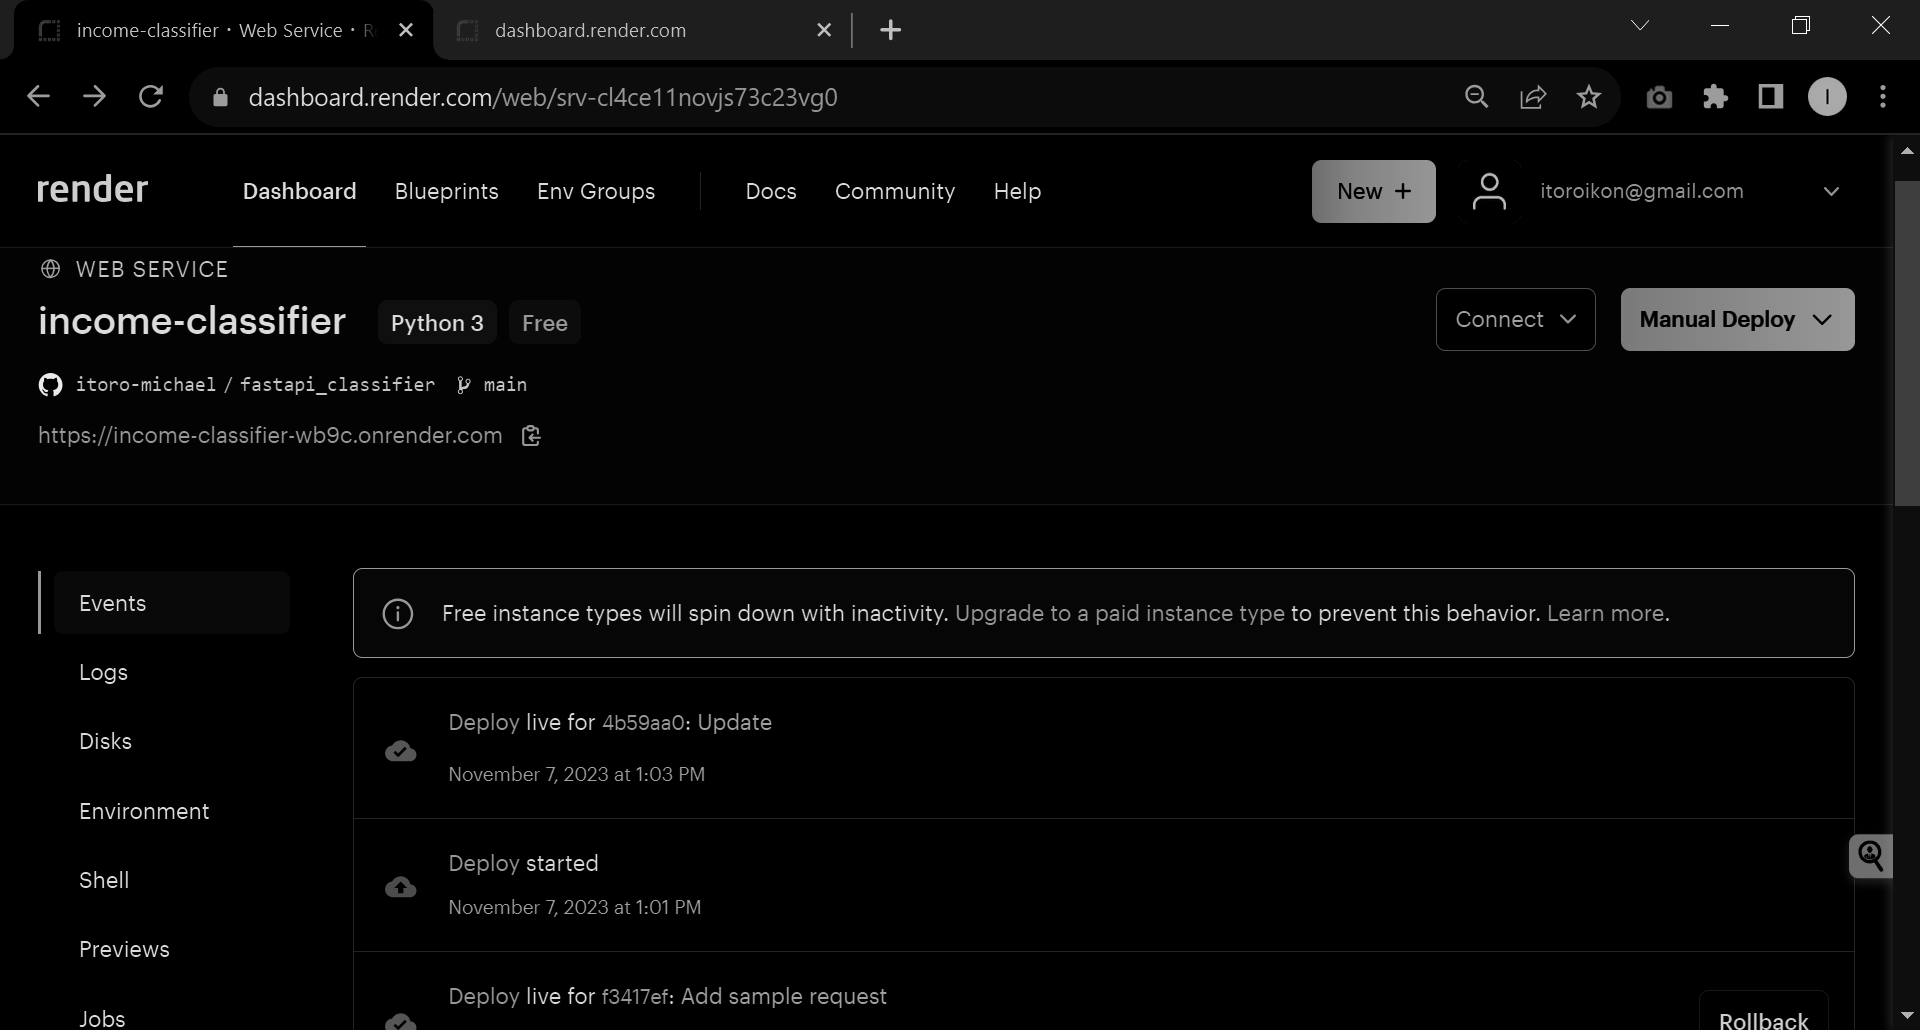 income-classifier · Web Service ·
dashboard.render.com
dashboard.render.com/web/srv-cl4ce11novjs73c23vg0
I
render
Dashboard
Blueprints
Env Groups
Docs
Community
Help
New +
itoroikon@gmail.com
WEB SERVICE
income-classifier
Python 3
Free
Connect
Manual Deploy
itoro-michael / fastapi_classifier
main
https://income-classifier-wb9c.onrender.com
Events
Logs
Disks
Environment
Shell
Previews
Jobs
Free instance types will spin down with inactivity. Upgrade to a paid instance type to prevent this behavior. Learn more.
Deploy live for 4b59aa0: Update
November 7, 2023 at 1:03 PM
Deploy started
November 7, 2023 at 1:01 PM
Deploy live for f3417ef: Add sample request
Rollback